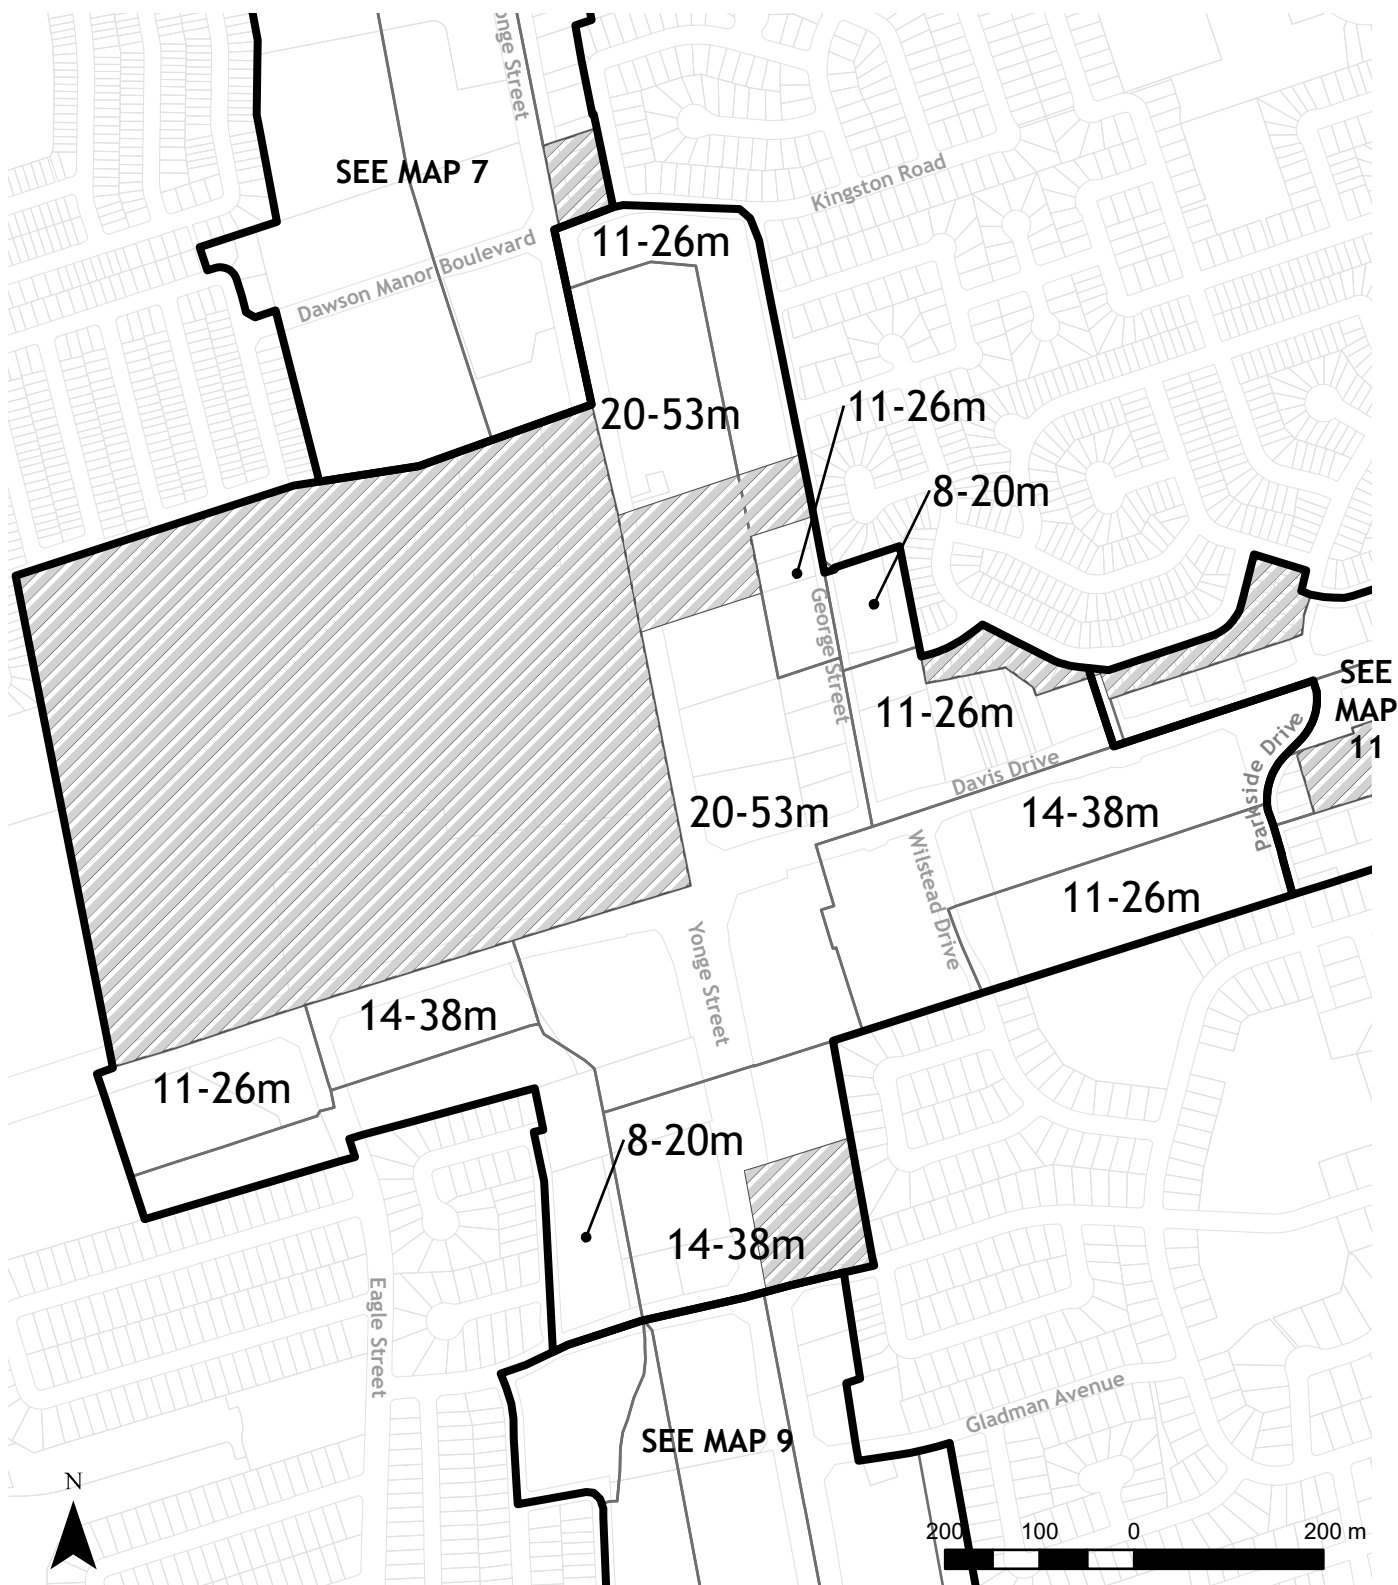 onge Street
SEE MAP 7
Kingston Road
11-26m
Dawson Manor Boulevard
20-53m
11-26m
8-20m
George Street
SEE
MAP
11
11-26m
Parkside Drive
Davis Drive
20-53m
14-38m
Wilstead Drive
11-26m
Yonge Street
14-38m
11-26m
8-20m
14-38m
Eagle Street
Gladman Avenue
SEE MAP 9
N
200 100 0 200 m